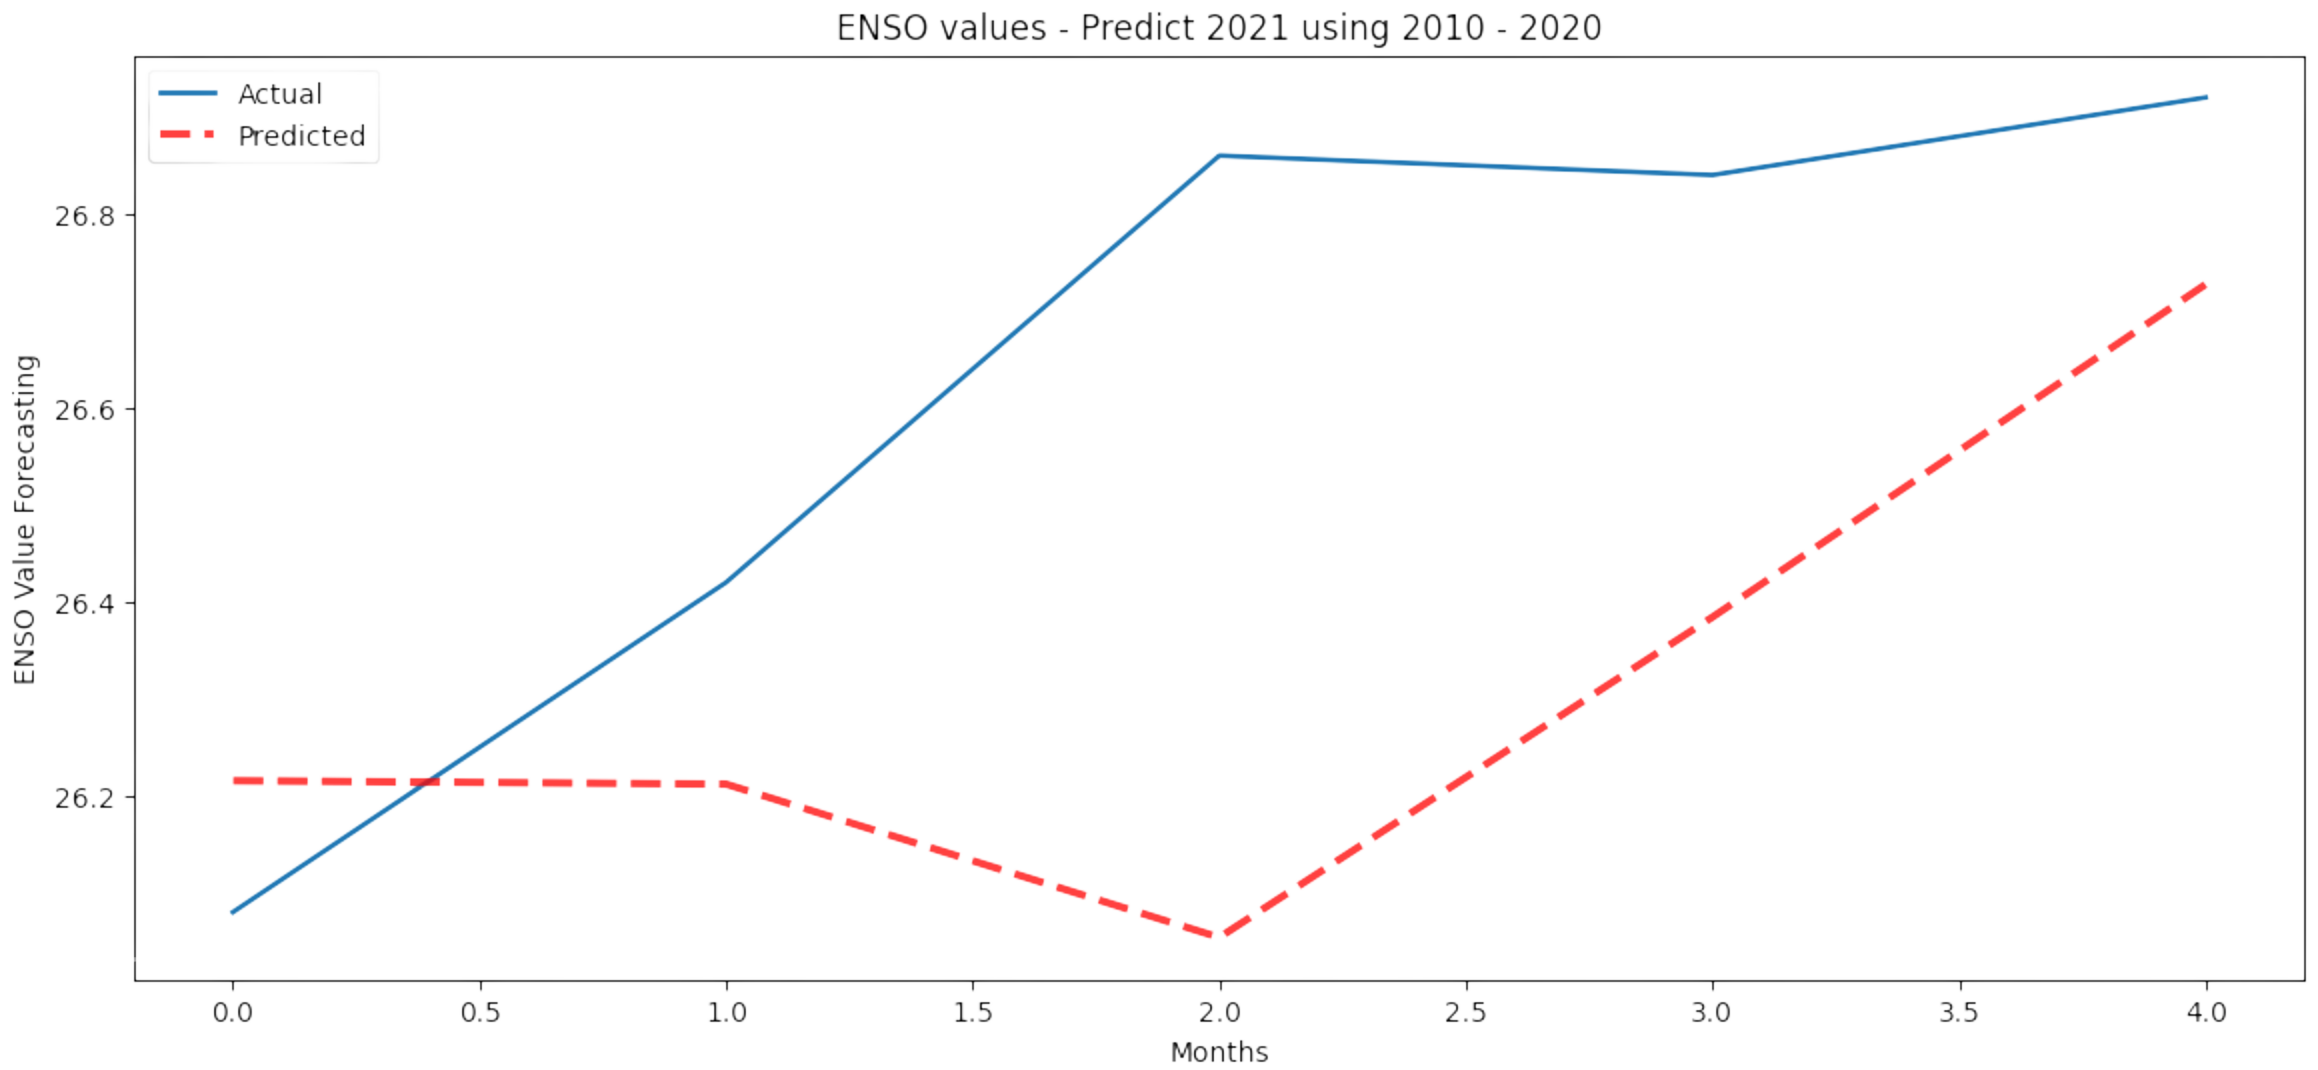 ENSO values - Predict 2021 using 2010 - 2020
Actual
Predicted
26.8
26.6
26.4
26.2
ENSO Value Forecasting
0.0 0.5 1.0 1.5 2.0 2.5 3.0 3.5 4.0
Months